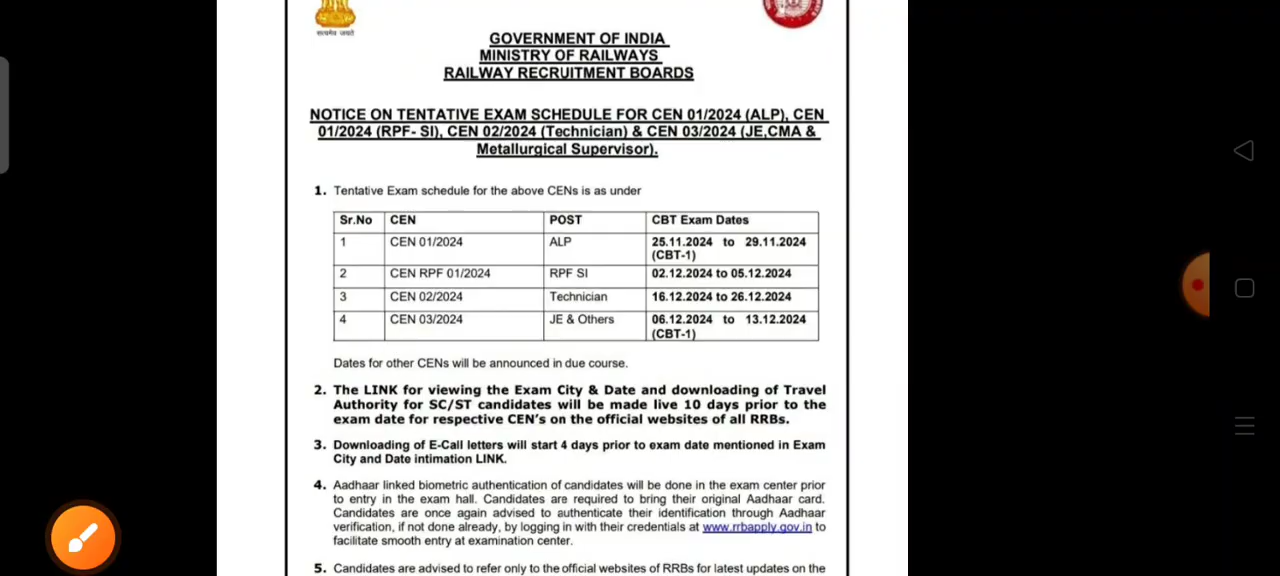 सत्यमेव जयते
GOVERNMENT OF INDIA
MINISTRY OF RAILWAYS
RAILWAY RECRUITMENT BOARDS
NOTICE ON TENTATIVE EXAM SCHEDULE FOR CEN 01/2024 (ALP), CEN
01/2024 (RPF- SI), CEN 02/2024 (Technician) & CEN 03/2024 (JE,CMA &
Metallurgical Supervisor).
1. Tentative Exam schedule for the above CENs is as under
Sr.No CEN POST CBT Exam Dates
1 CEN 01/2024 ALP 25.11.2024 to 29.11.2024
(CBT-1)
2 CEN RPF 01/2024 RPF SI 02.12.2024 to 05.12.2024
3 CEN 02/2024 Technician 16.12.2024 to 26.12.2024
4 CEN 03/2024 JE & Others 06.12.2024 to 13.12.2024
(CBT-1)
Dates for other CENs will be announced in due course.
2. The LINK for viewing the Exam City & Date and downloading of Travel
Authority for SC/ST candidates will be made live 10 days prior to the
exam date for respective CEN's on the official websites of all RRBs.
3. Downloading of E-Call letters will start 4 days prior to exam date mentioned in Exam
City and Date intimation LINK.
4. Aadhaar linked biometric authentication of candidates will be done in the exam center prior
to entry in the exam hall. Candidates are required to bring their original Aadhaar card.
Candidates are once again advised to authenticate their identification through Aadhaar
verification, if not done already, by logging in with their credentials at www.rrbapply.gov.in to
facilitate smooth entry at examination center.
5. Candidates are advised to refer only to the official websites of RRBs for latest updates on the